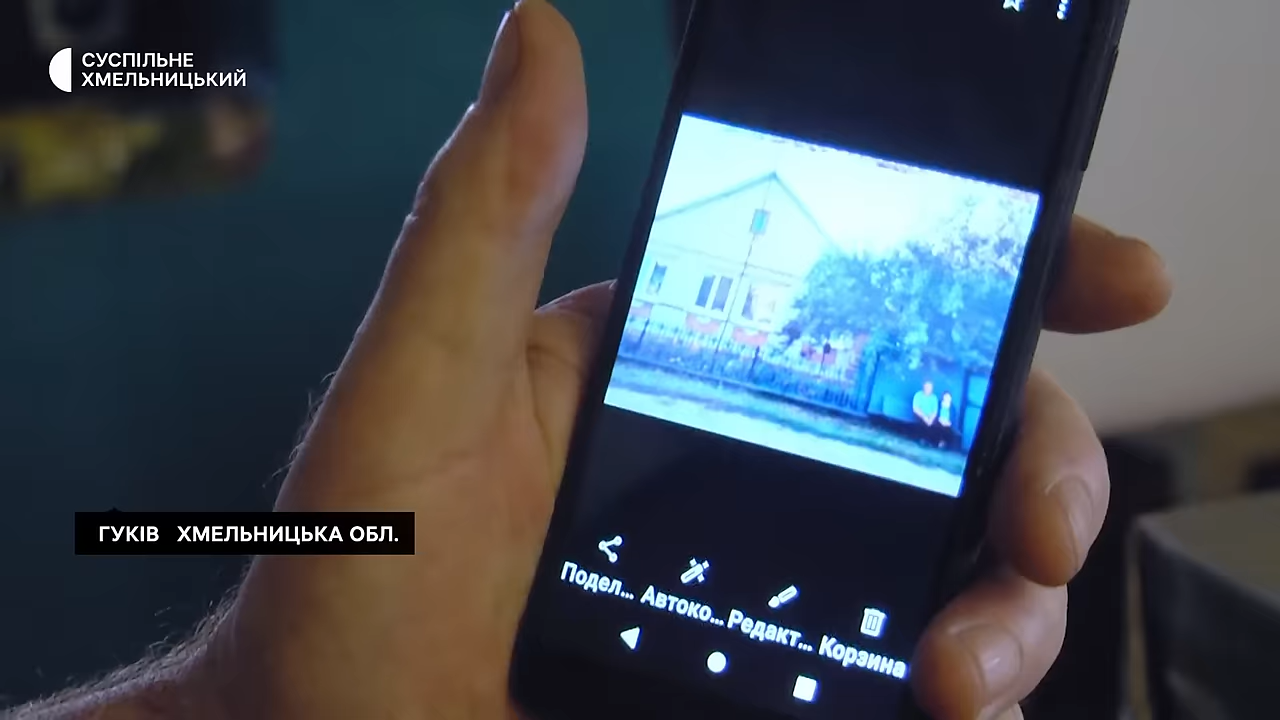 СУСПІЛЬНЕ
ХМЕЛЬНИЦЬКИЙ
ГУКІВ ХМЕЛЬНИЦЬКА ОБЛ.
Подел... Автоко... Редакт... Корзина